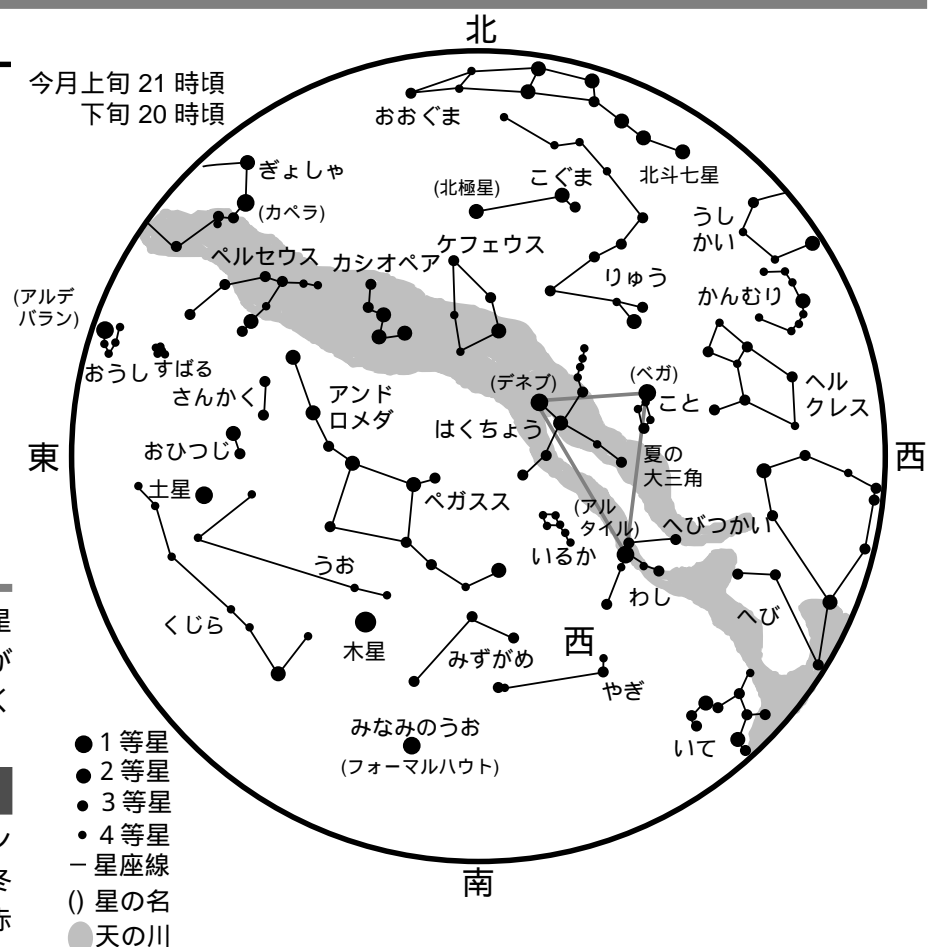 北
今月上旬 21 時頃
下旬 20 時頃
おおぐま
北斗七星
ぎょしゃ
(カペラ)
(北極星)
こぐま
うし
かい
ペルセウス
カシオペア
ケフェウス
りゅう
かんむり
(アルデ
バラン)
おうし
すばる
さんかく
アンド
ロメダ
(デネブ)
(ベガ)
こと
ヘル
クレス
はくちょう
夏の
大三角
東
西
おひつじ
土星
ペガスス
(アル
タイル)
へびつかい
いるか
うお
わし
へび
くじら
木星
みずがめ
西
やぎ
みなみのうお
(フォーマルハウト)
いて
南
1 等星
2 等星
3 等星
4 等星
− 星座線
() 星の名
天の川
星
が
く
ン
冬
赤